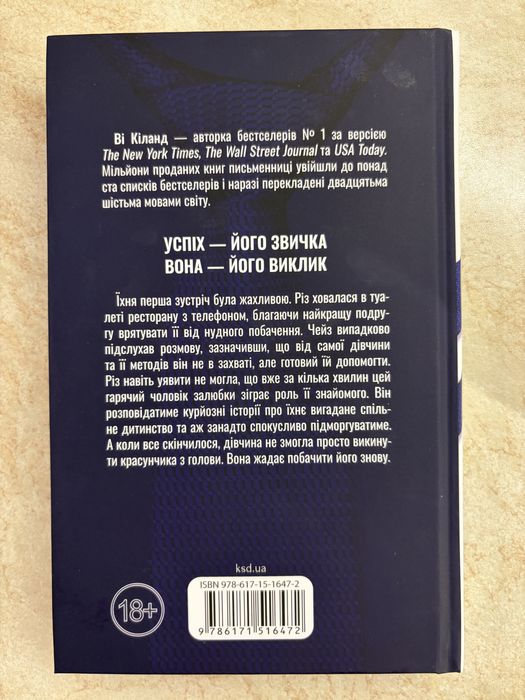 Ві Кіланд — авторка бестселерів № 1 за версією
The New York Times, The Wall Street Journal та USA Today.
Мільйони проданих книг письменниці увійшли до понад
ста списків бестселерів і наразі перекладені двадцятьма
шістьма мовами світу.
УСПІХ — ЙОГО ЗВИЧКА
ВОНА — ЙОГО ВИКЛИК
Їхня перша зустріч була жахливою. Різ ховалася в туа-
леті ресторану з телефоном, благаючи найкращу подру-
гу врятувати її від нудного побачення. Чейз випадково
підслухав розмову, зазначивши, що від самої дівчини
та її методів він не в захваті, але готовий їй допомогти.
Різ навіть уявити не могла, що вже за кілька хвилин цей
гарячий чоловік залюбки зіграє роль її знайомого. Він
розповідатиме курйозні історії про їхнє вигадане спіль-
не дитинство та аж занадто спокусливо підморгуватиме.
А коли все скінчилося, дівчина не змогла просто викину-
ти красунчика з голови. Вона жадає побачити його знову.
ksd.ua
ISBN 978-617-15-1647-2
18+
9 786171 516472